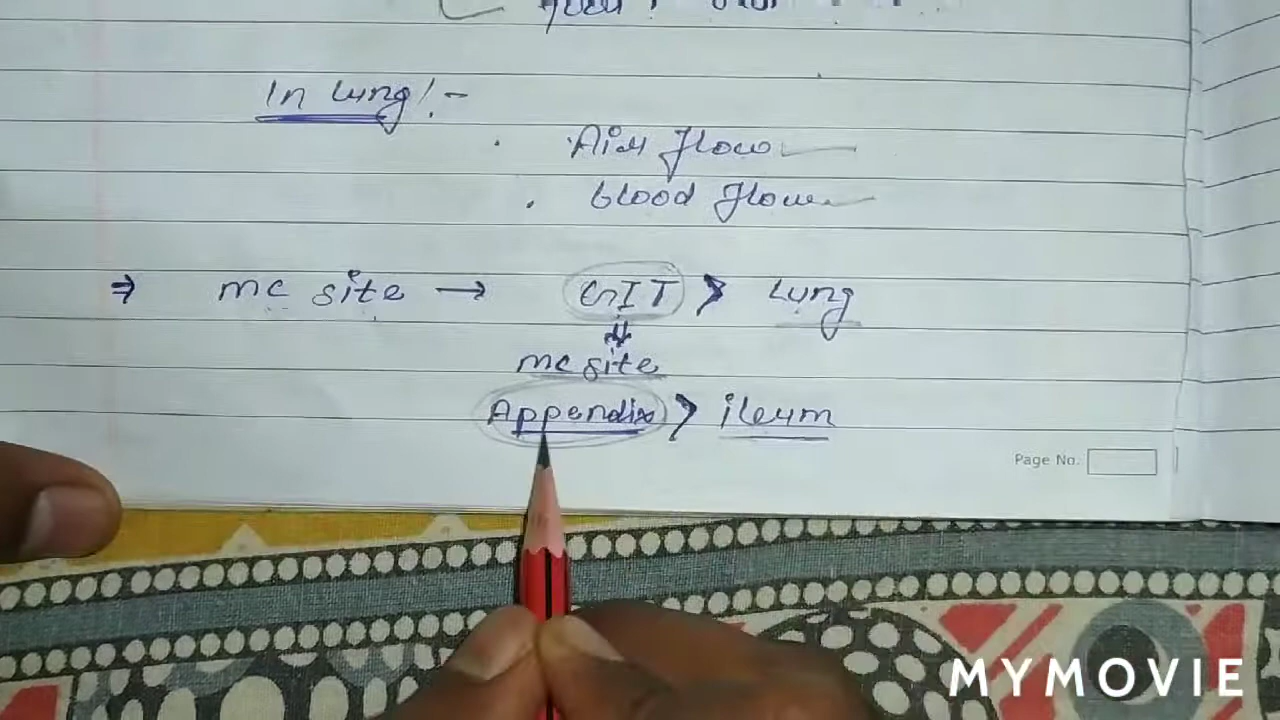 In Lung!-
. Air flow
. blood flow
⇒ mc site → GIT > Lung
⇓
mc site
Appendix > ileum
Page No.
MYMOVIE